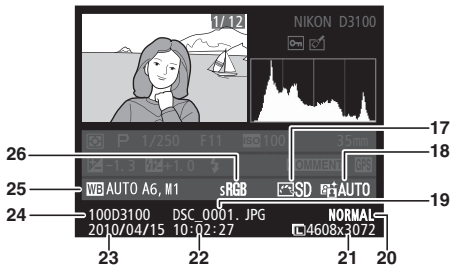 1/12 NIKON D3100
P 1/250 F11 ISO 100 35mm
-1.3 +1.0 COMMENT GPS
17
18
26
25 WB AUTO A6, M1 sRGB SD AUTO
19
24 100D3100 DSC_0001. JPG NORMAL
2010/04/15 10:02:27 L 4608x3072
20
23 22 21